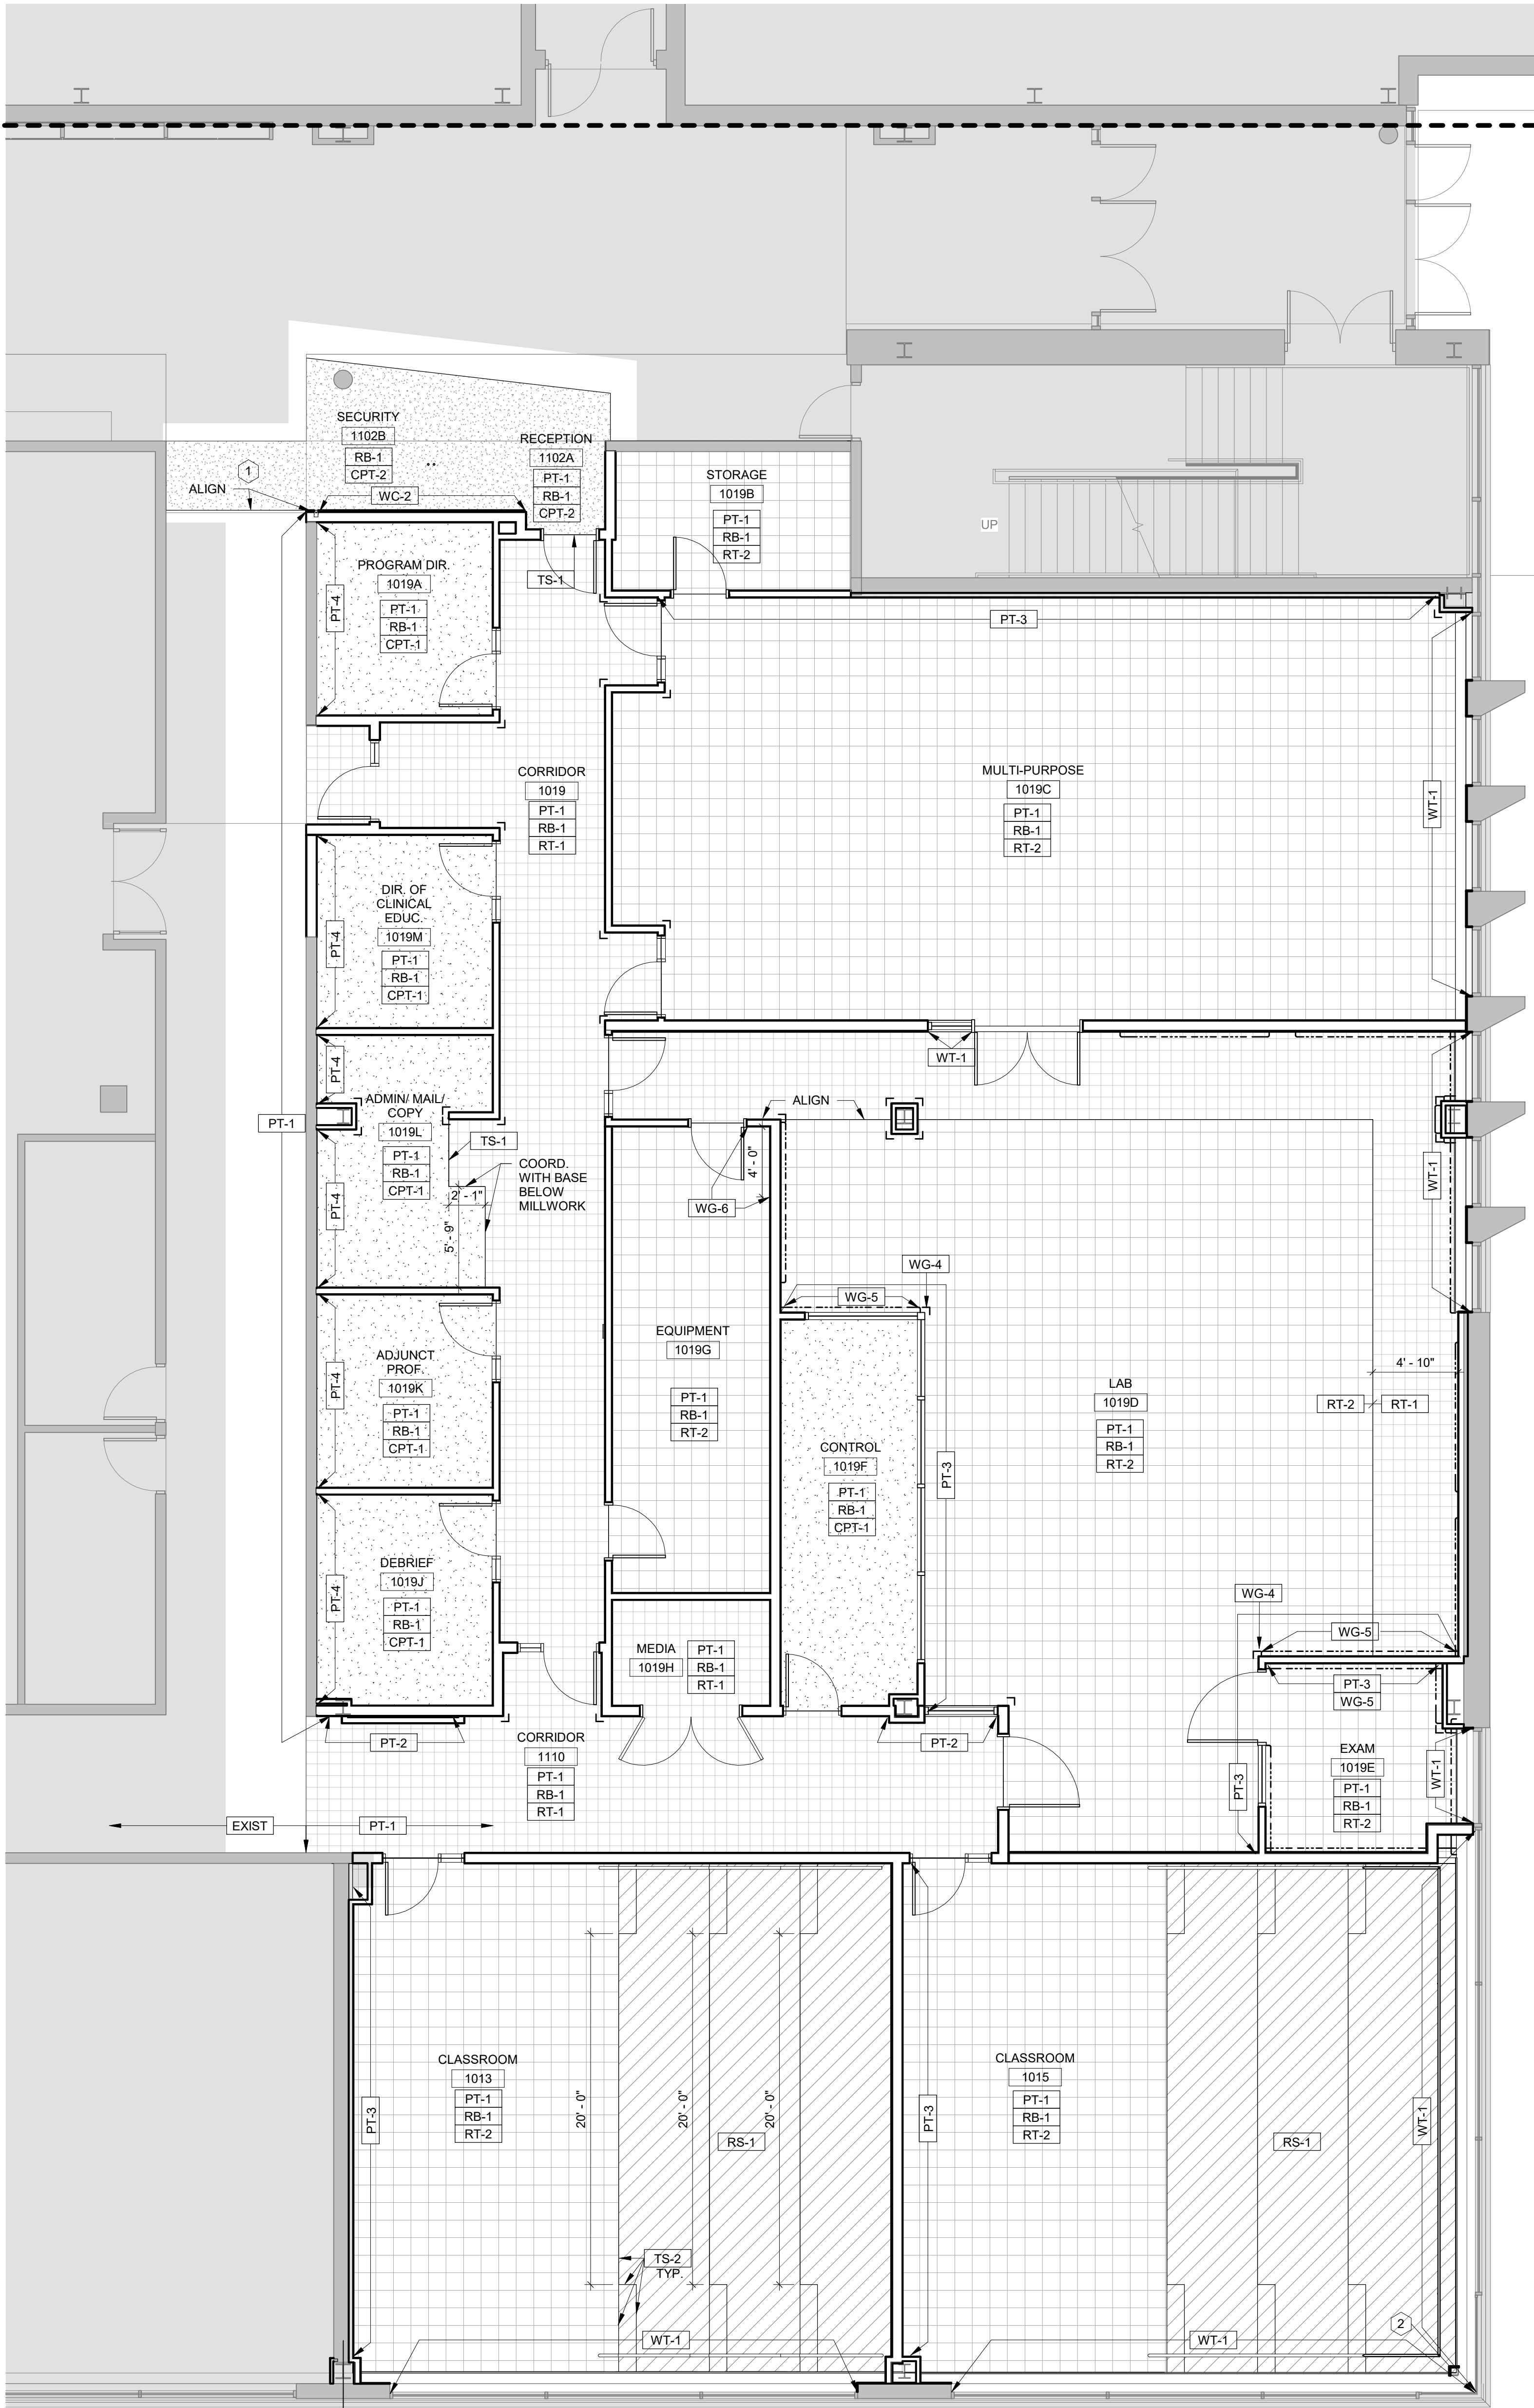 SECURITY
1102B
RB-1
CPT-2
RECEPTION
1102A
PT-1
RB-1
CPT-2
1
ALIGN
WC-2
STORAGE
1019B
PT-1
RB-1
RT-2
UP
TS-1
PROGRAM DIR.
1019A
PT-1
RB-1
CPT-1
PT-4
PT-3
CORRIDOR
1019
PT-1
RB-1
RT-1
MULTI-PURPOSE
1019C
PT-1
RB-1
RT-2
WT-1
DIR. OF
CLINICAL
EDUC.
1019M
PT-1
RB-1
CPT-1
PT-4
WT-1
PT-4
ADMIN/ MAIL/
COPY
1019L
PT-1
RB-1
CPT-1
PT-4
PT-1
TS-1
COORD.
WITH BASE
BELOW
MILLWORK
2' - 1"
5' - 9"
ALIGN
4' - 0"
WG-6
WT-1
WG-4
WG-5
EQUIPMENT
1019G
PT-1
RB-1
RT-2
ADJUNCT
PROF.
1019K
PT-1
RB-1
CPT-1
PT-4
LAB
1019D
PT-1
RB-1
RT-2
4' - 10"
RT-2
RT-1
CONTROL
1019F
PT-1
RB-1
CPT-1
PT-3
DEBRIEF
1019J
PT-1
RB-1
CPT-1
PT-4
WG-4
WG-5
MEDIA
1019H
PT-1
RB-1
RT-1
PT-3
WG-5
PT-2
CORRIDOR
1110
PT-1
RB-1
RT-1
PT-2
PT-3
EXAM
1019E
PT-1
RB-1
RT-2
WT-1
EXIST
PT-1
CLASSROOM
1013
PT-1
RB-1
RT-2
PT-3
20' - 0"
20' - 0"
20' - 0"
RS-1
CLASSROOM
1015
PT-1
RB-1
RT-2
PT-3
RS-1
WT-1
TS-2
TYP.
WT-1
WT-1
2